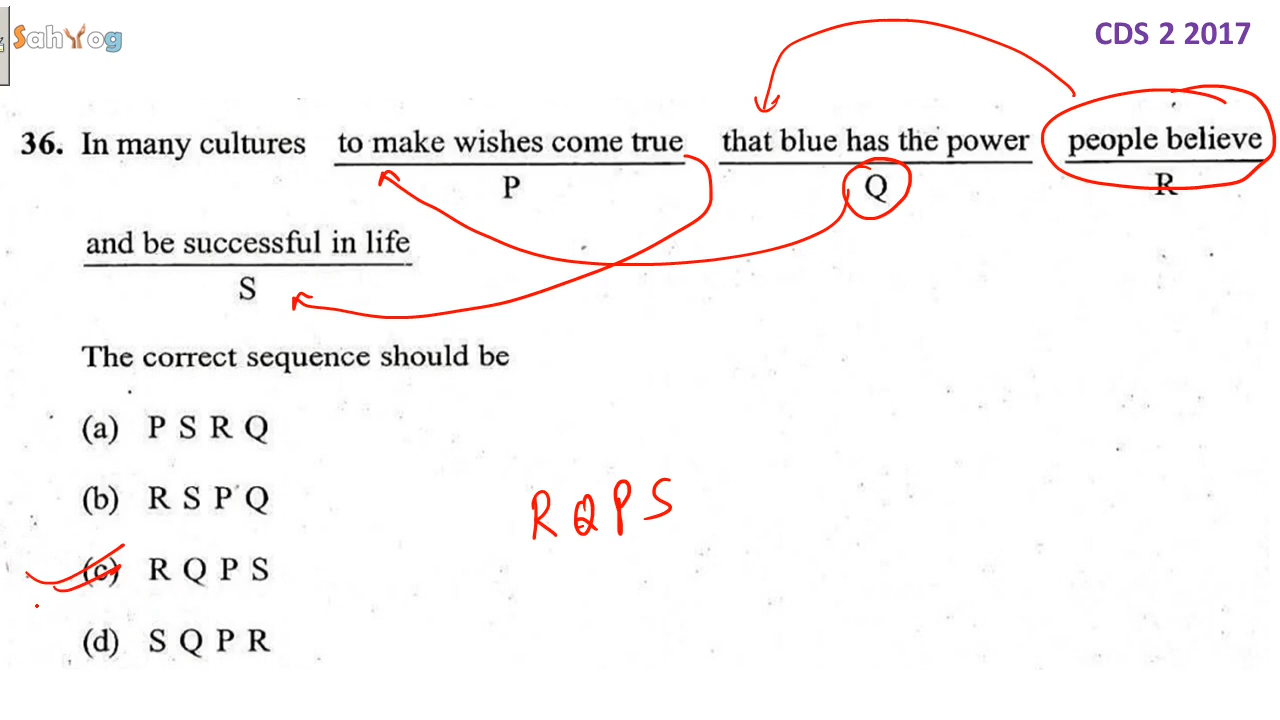 SahYog
CDS 2 2017
36. In many cultures to make wishes come true that blue has the power people believe
P Q R
and be successful in life
S
The correct sequence should be
(a) P S R Q
(b) R S P Q
(c) R Q P S
(d) S Q P R
R Q P S